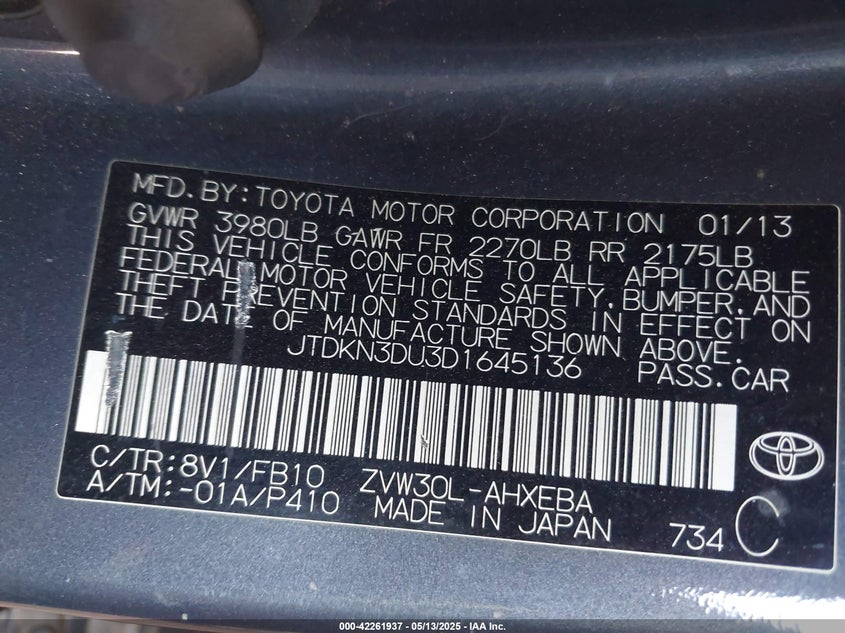 MFD. BY: TOYOTA MOTOR CORPORATION 01/13
GVWR 3980LB GAWR FR 2270LB RR 2175LB
THIS VEHICLE CONFORMS TO ALL APPLICABLE
FEDERAL MOTOR VEHICLE SAFETY, BUMPER, AND
THEFT PREVENTION STANDARDS IN EFFECT ON
THE DATE OF MANUFACTURE SHOWN ABOVE.
JTDKN3DU3D1645136 PASS. CAR
C/TR: 8V1/FB10 ZVW30L-AHXEBA
A/TM: -01A/P410 MADE IN JAPAN 734 C
000-42261937 - 05/13/2025 - IAA Inc.